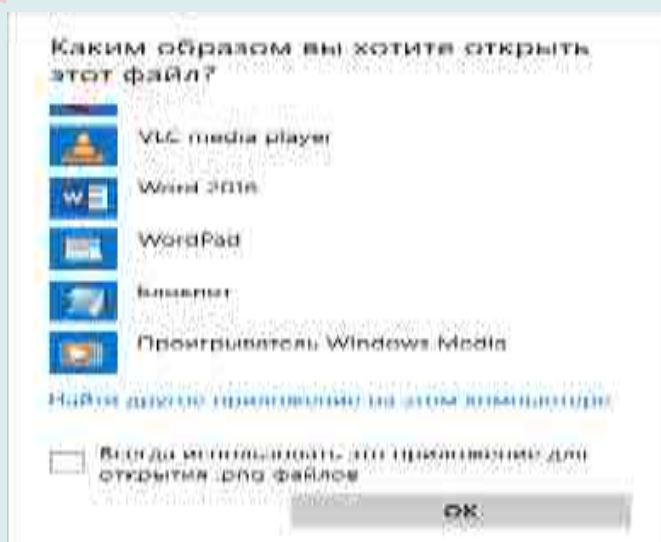 Каким образом вы хотите открыть
этот файл?
VLC media player
Word 2016
WordPad
Блокнот
Проигрыватель Windows Media
Найти другое приложение на этом компьютере
Всегда использовать это приложение для
открытия .png файлов
ОК